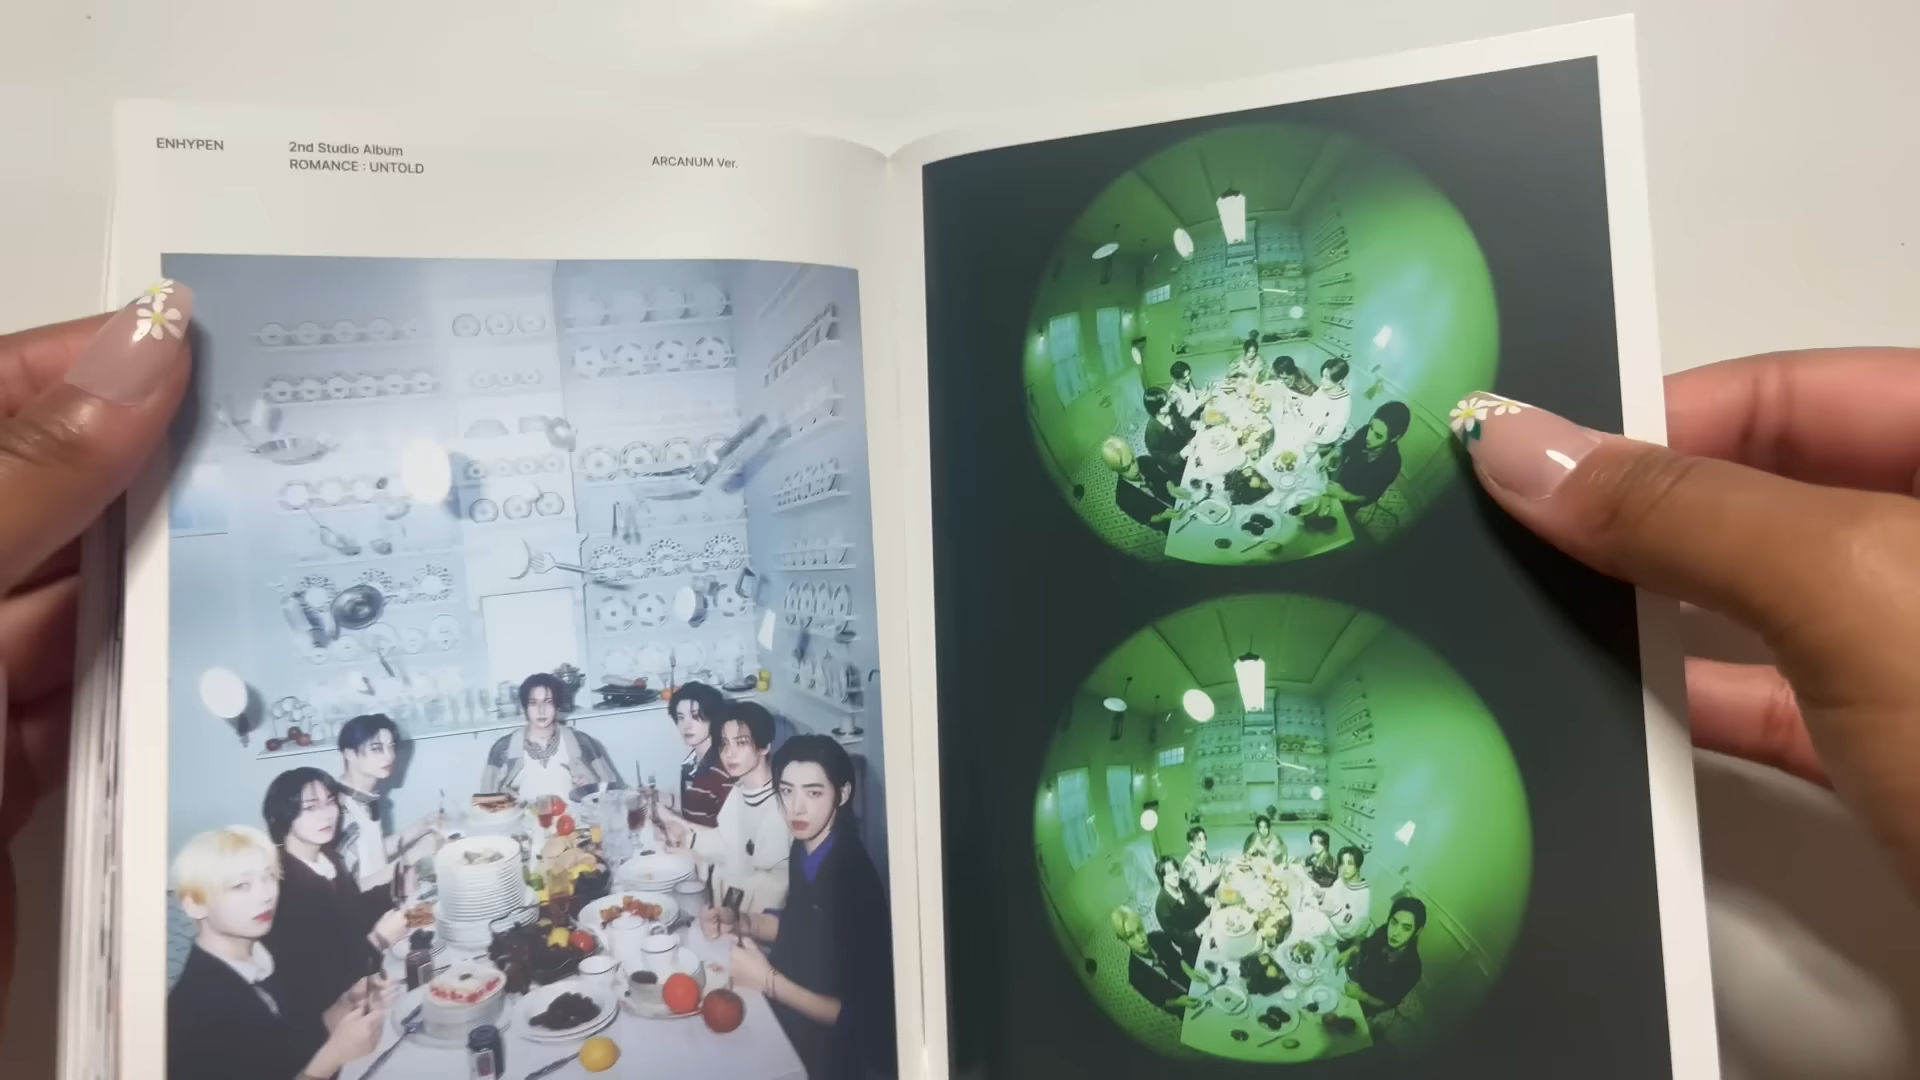 ENHYPEN
2nd Studio Album
ROMANCE : UNTOLD
ARCANUM Ver.